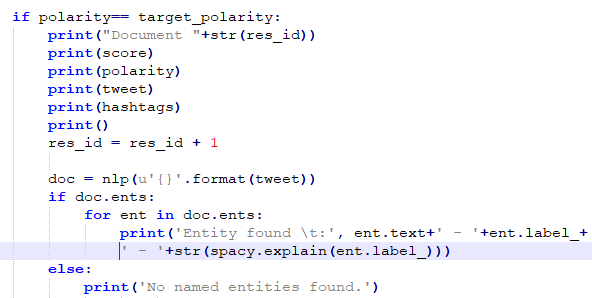 if polarity== target_polarity:
    print("Document "+str(res_id))
    print(score)
    print(polarity)
    print(tweet)
    print(hashtags)
    print()
    res_id = res_id + 1
    doc = nlp(u'{}'.format(tweet))
    if doc.ents:
        for ent in doc.ents:
            print('Entity found \t:', ent.text+' - '+ent.label_+
            ' - '+str(spacy.explain(ent.label_)))
    else:
        print('No named entities found.')